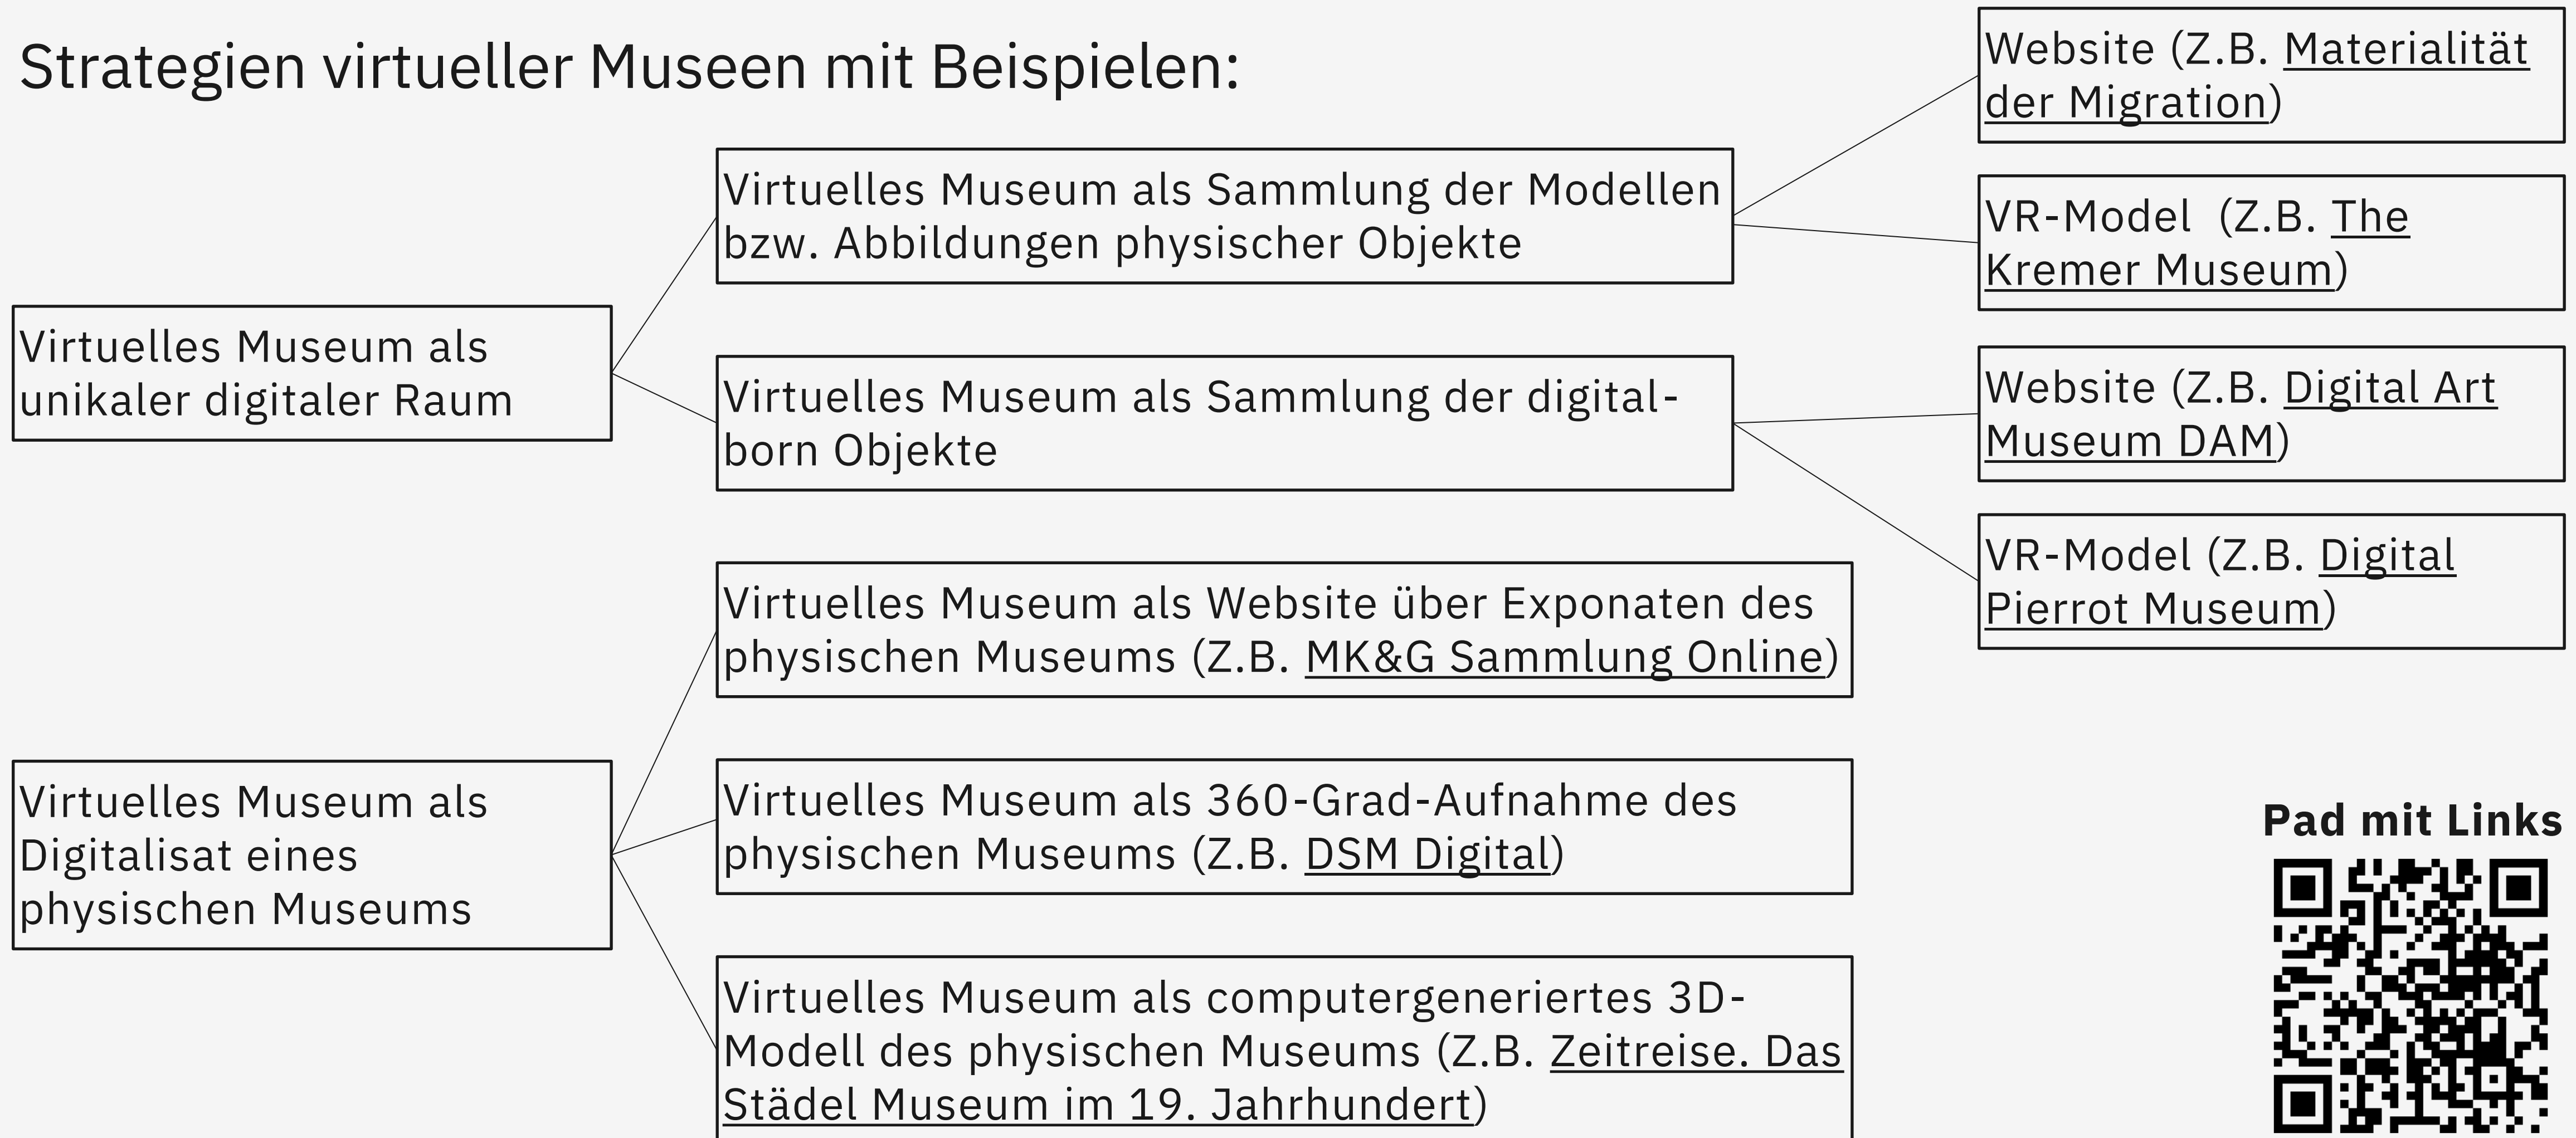 Strategien virtueller Museen mit Beispielen:
Virtuelles Museum als
unikaler digitaler Raum
Virtuelles Museum als Sammlung der Modellen
bzw. Abbildungen physischer Objekte
Website (Z.B. Materialität
der Migration)
VR-Model  (Z.B. The
Kremer Museum)
Virtuelles Museum als Sammlung der digital-
born Objekte
Website (Z.B. Digital Art
Museum DAM)
VR-Model (Z.B. Digital
Pierrot Museum)
Virtuelles Museum als
Digitalisat eines
physischen Museums
Virtuelles Museum als Website über Exponaten des
physischen Museums (Z.B. MK&G Sammlung Online)
Virtuelles Museum als 360-Grad-Aufnahme des
physischen Museums (Z.B. DSM Digital)
Virtuelles Museum als computergeneriertes 3D-
Modell des physischen Museums (Z.B. Zeitreise. Das
Städel Museum im 19. Jahrhundert)
Pad mit Links